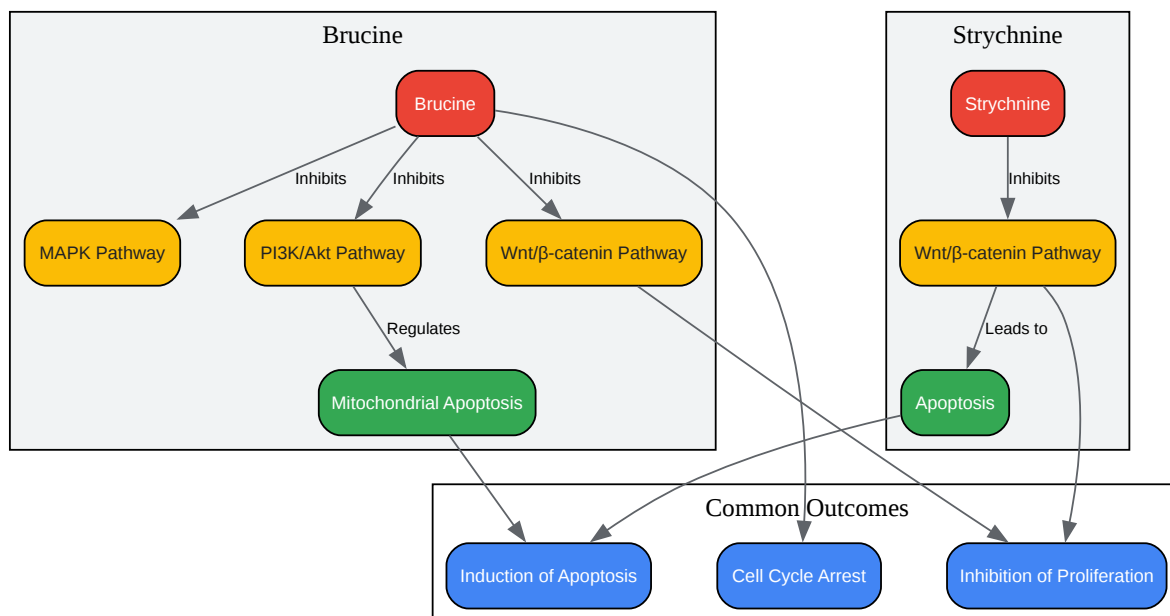 Brucine
Strychnine
Brucine
Strychnine
Inhibits
Inhibits
Inhibits
Inhibits
MAPK Pathway
PI3K/Akt Pathway
Wnt/β-catenin Pathway
Wnt/β-catenin Pathway
Regulates
Leads to
Mitochondrial Apoptosis
Apoptosis
Common Outcomes
Induction of Apoptosis
Cell Cycle Arrest
Inhibition of Proliferation